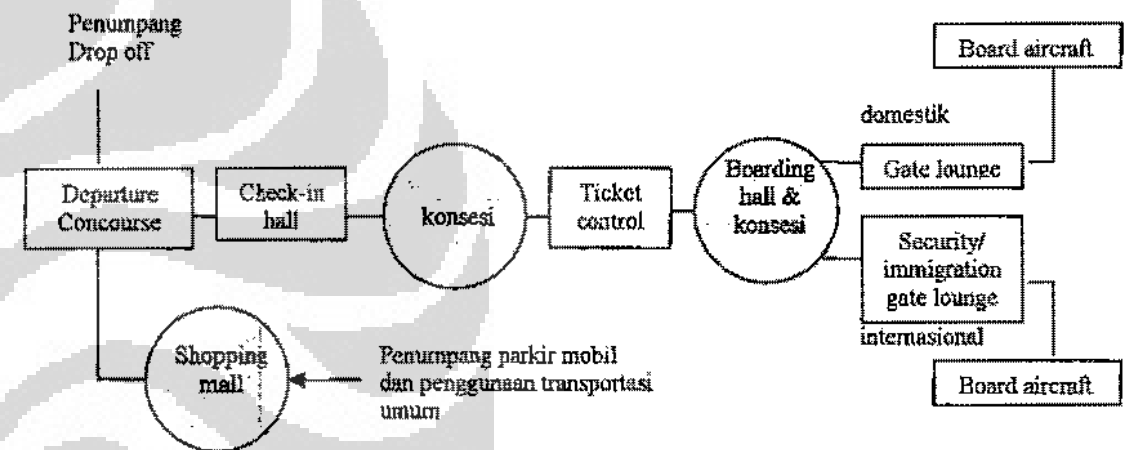 Penumpang
Drop off
Departure
Concourse
Check-in
hall
konsesi
Ticket
control
Boarding
hall &
konsesi
domestik
Gate lounge
Board aircraft
Security/
immigration
gate lounge
internasional
Board aircraft
Shopping
mall
Penumpang parkir mobil
dan penggunaan transportasi
umum